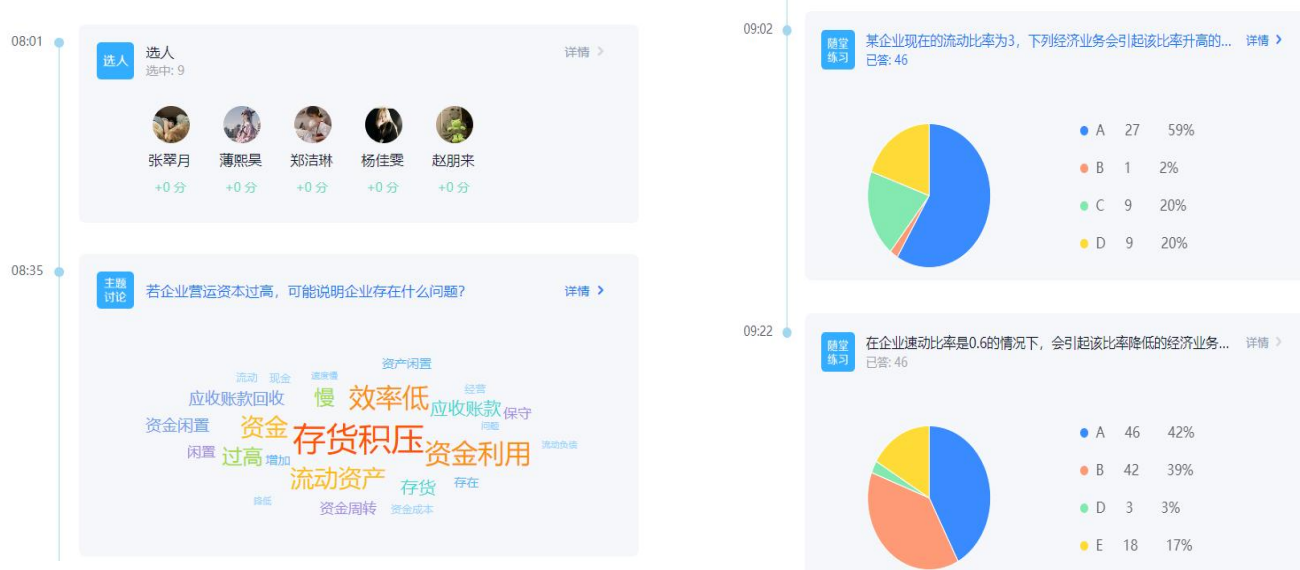 08:01
选人
选人
选中: 9
详情
张翠月 薄熙昊 郑洁琳 杨佳雯 赵朋来
+0 分 +0 分 +0 分 +0 分 +0 分
08:35
主题
讨论
若企业营运资本过高，可能说明企业存在什么问题?
详情
资产闲置
流动 现金 速度慢
应收账款回收 慢 效率低 经营
应收账款 保守
资金闲置 资金 存货积压 问题
闲置 过高 增加 资金利用 流动负债
流动资产 存货 存在
降低 资金周转 资金成本
09:02
随堂
练习
某企业现在的流动比率为3，下列经济业务会引起该比率升高的...
详情
已答: 46
A 27 59%
B 1 2%
C 9 20%
D 9 20%
09:22
随堂
练习
在企业速动比率是0.6的情况下，会引起该比率降低的经济业务...
详情
已答: 46
A 46 42%
B 42 39%
D 3 3%
E 18 17%